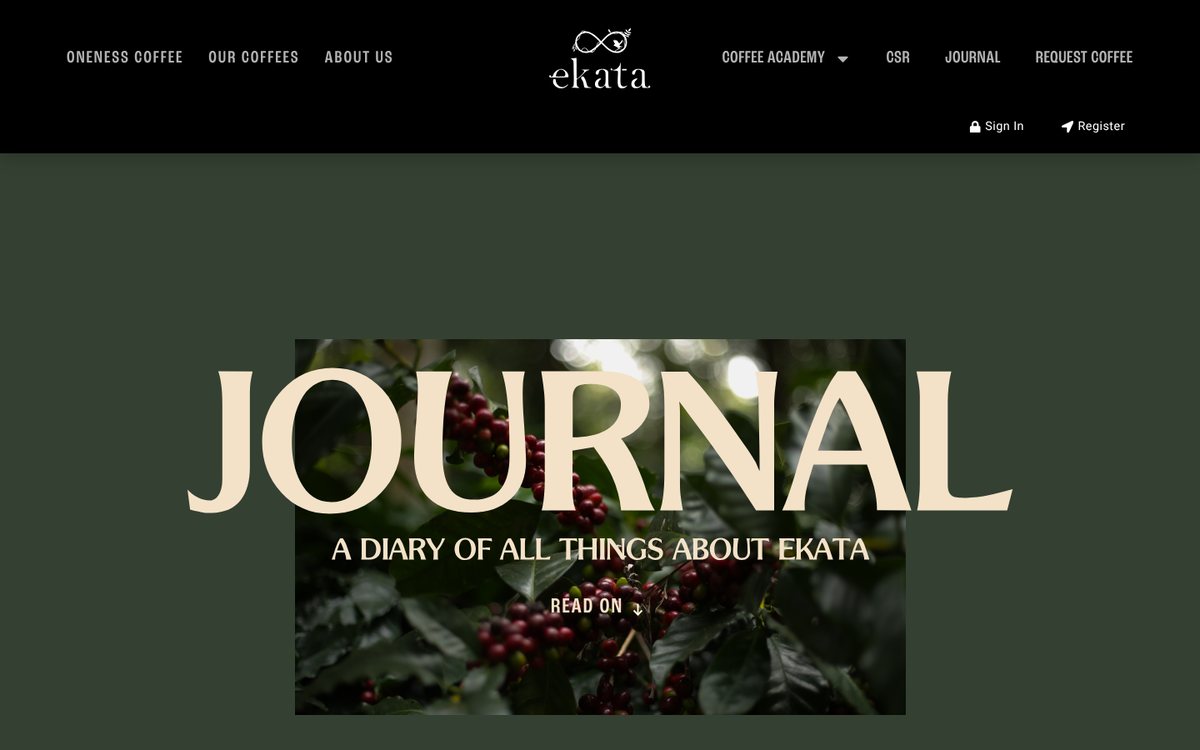 ONENESS COFFEE OUR COFFEES ABOUT US
ekata
COFFEE ACADEMY CSR JOURNAL REQUEST COFFEE
Sign In Register
JOURNAL
A DIARY OF ALL THINGS ABOUT EKATA
READ ON